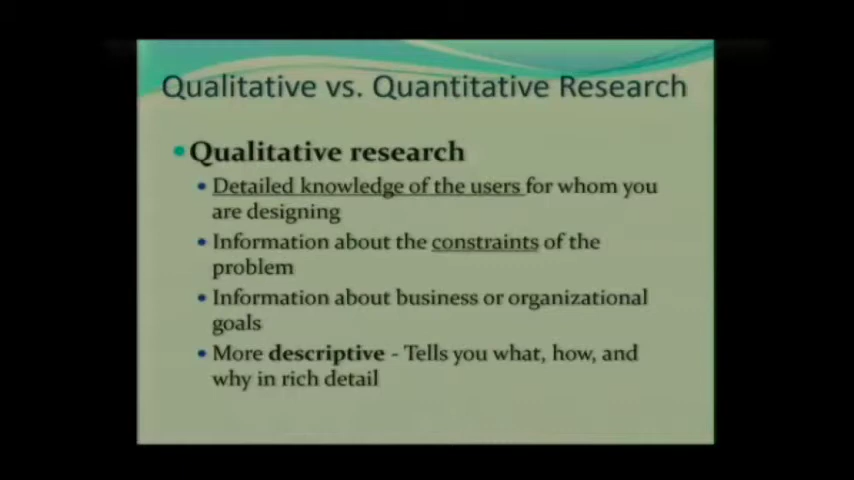 Qualitative vs. Quantitative Research
•Qualitative research
• Detailed knowledge of the users for whom you
are designing
• Information about the constraints of the
problem
• Information about business or organizational
goals
• More descriptive - Tells you what, how, and
why in rich detail